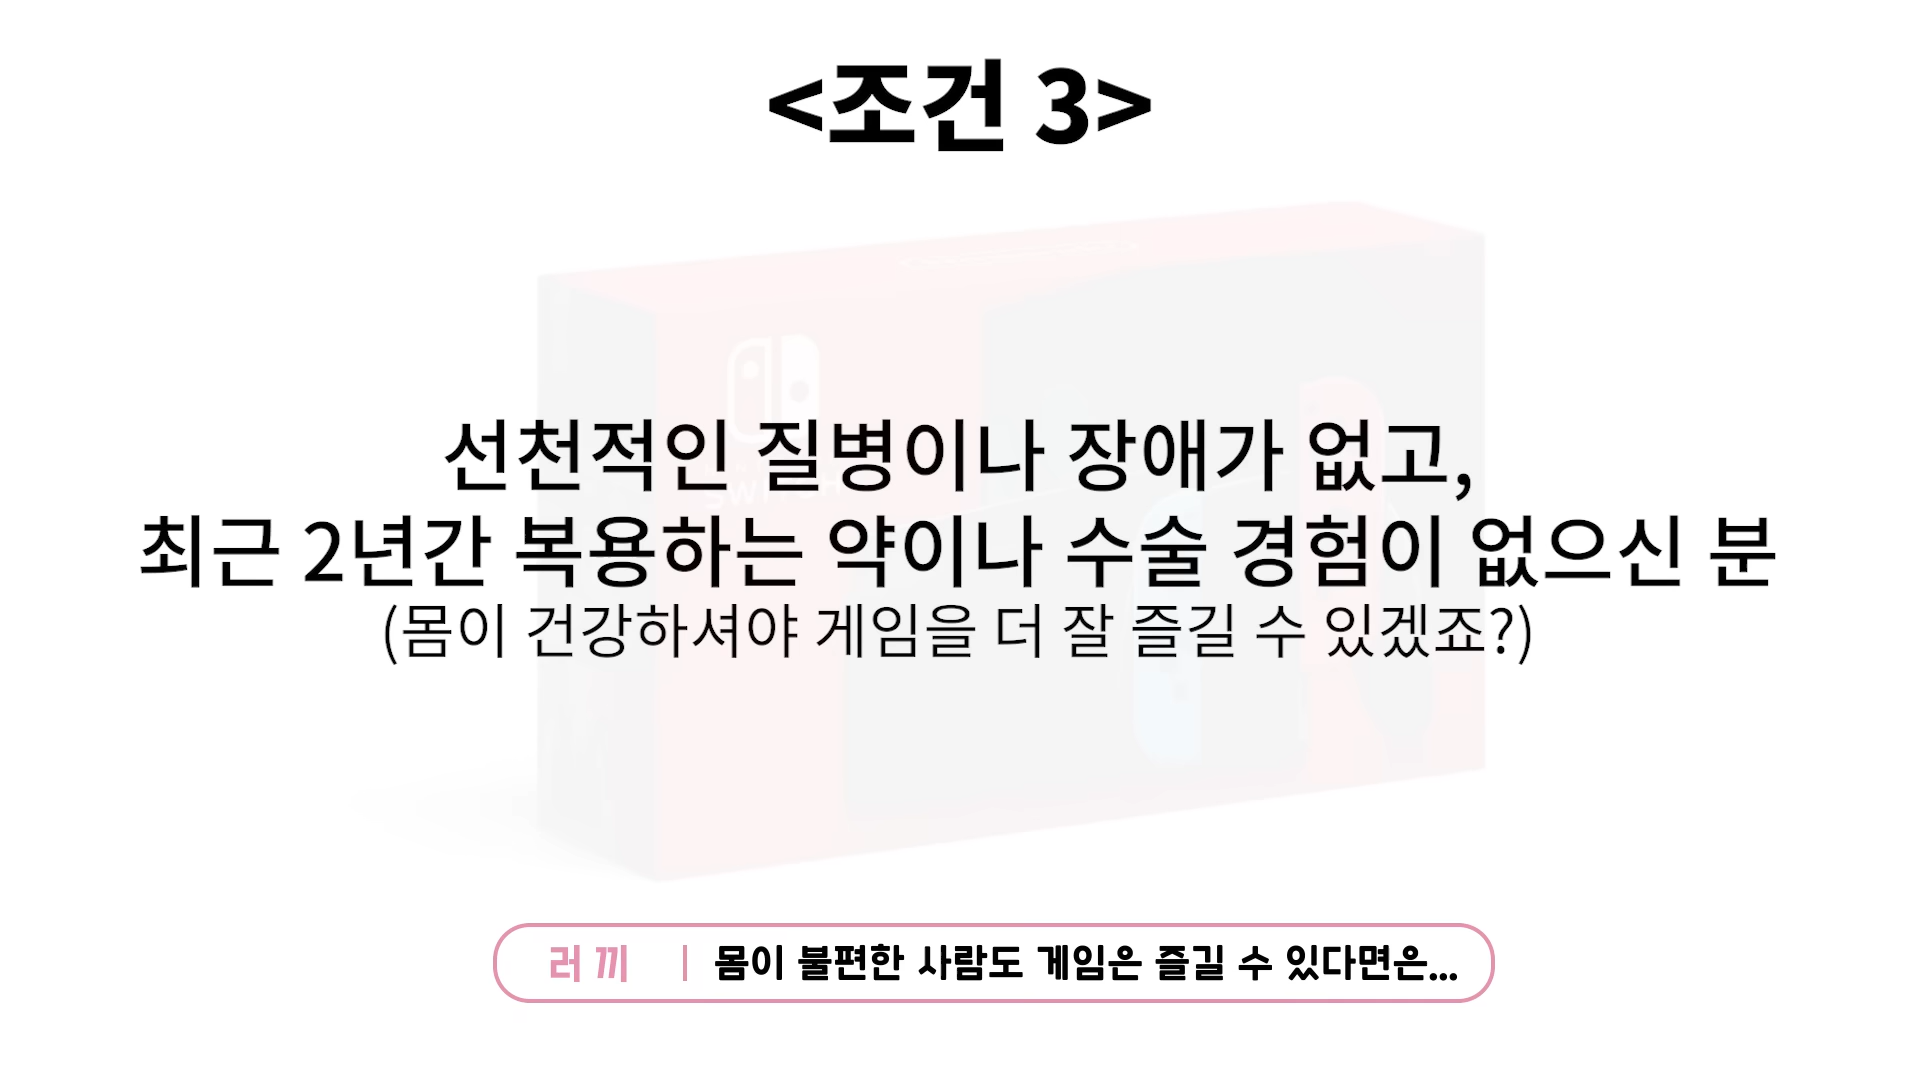 <조건 3>
선천적인 질병이나 장애가 없고,
최근 2년간 복용하는 약이나 수술 경험이 없으신 분
(몸이 건강하셔야 게임을 더 잘 즐길 수 있겠죠?)
러끼 | 몸이 불편한 사람도 게임은 즐길 수 있다면은...